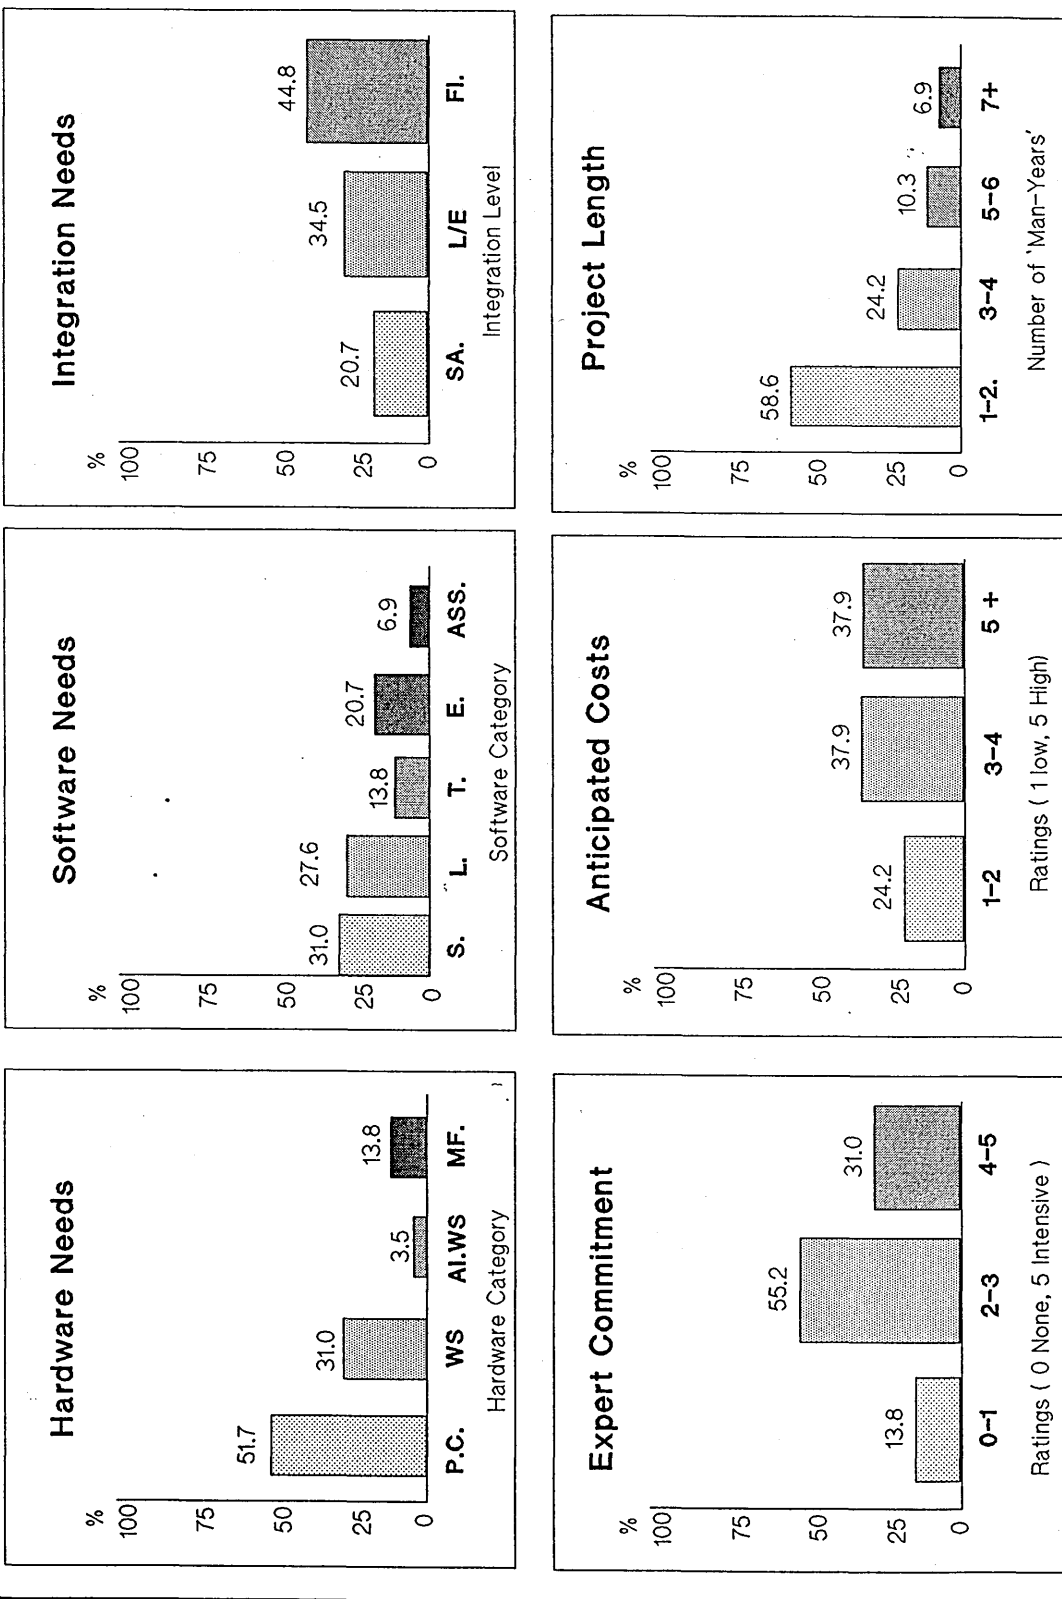 Hardware Needs
%
100
75
50
25
0
51.7
31.0
3.5
13.8
P.C.
WS
AI.WS
MF.
Hardware Category
Software Needs
%
100
75
50
25
0
31.0
27.6
13.8
20.7
6.9
S.
L.
T.
E.
ASS.
Software Category
Integration Needs
%
100
75
50
25
0
20.7
34.5
44.8
SA.
L/E
FI.
Integration Level
Expert Commitment
%
100
75
50
25
0
13.8
55.2
31.0
0-1
2-3
4-5
Ratings ( 0 None, 5 Intensive )
Anticipated Costs
%
100
75
50
25
0
24.2
37.9
37.9
1-2
3-4
5 +
Ratings ( 1 low, 5 High)
Project Length
%
100
75
50
25
0
58.6
24.2
10.3
6.9
1-2.
3-4
5-6
7+
Number of 'Man-Years'